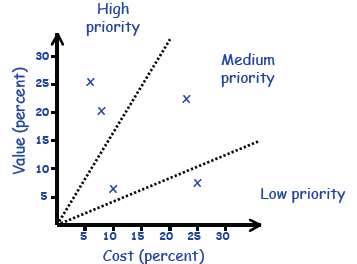 High
priority
Medium
priority
Low priority
Value (percent)
30
25
20
15
10
5
5 10 15 20 25 30
Cost (percent)